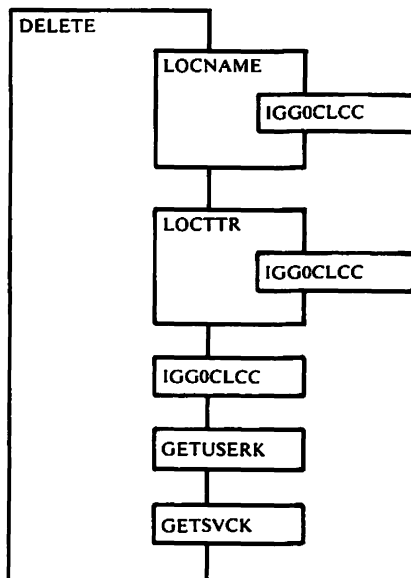 DELETE
LOCNAME
IGG0CLCC
LOCTTR
IGG0CLCC
IGG0CLCC
GETUSERK
GETSVCK